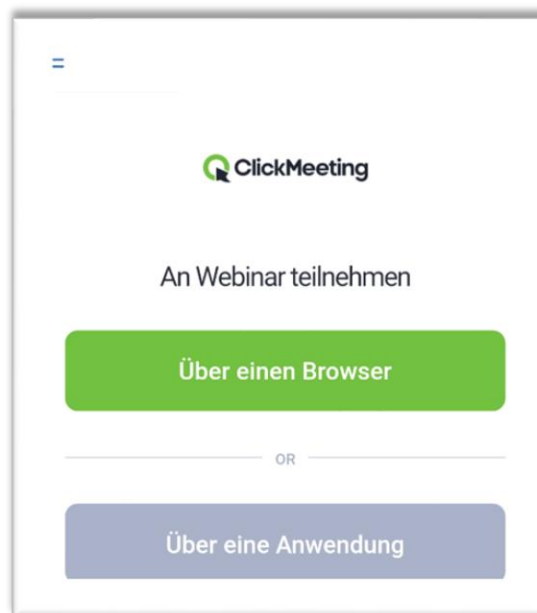 ClickMeeting
An Webinar teilnehmen
Über einen Browser
OR
Über eine Anwendung